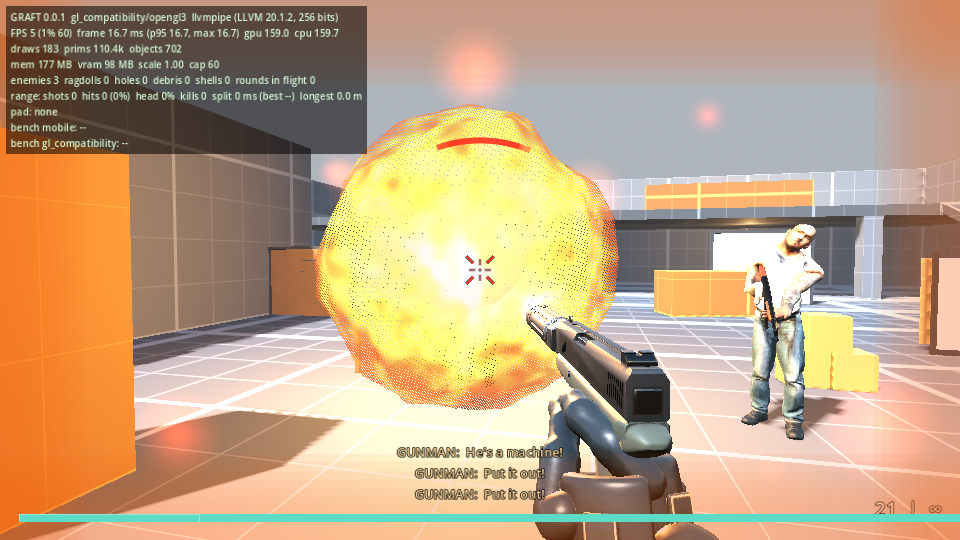 GRAFT 0.0.1 gl_compatibility/opengl3 llvmpipe (LLVM 20.1.2, 256 bits)
FPS 5 (1% 60) frame 16.7 ms (p95 16.7, max 16.7) gpu 159.0 cpu 159.7
draws 183 prims 110.4k objects 702
mem 177 MB vram 98 MB scale 1.00 cap 60
enemies 3 ragdolls 0 holes 0 debris 0 shells 0 rounds in flight 0
range: shots 0 hits 0 (0%) head 0% kills 0 split 0 ms (best --) longest 0.0 m
pad: none
bench mobile: --
bench gl_compatibility: --
GUNMAN: He's a machine!
GUNMAN: Put it out!
GUNMAN: Put it out!
21 | ∞